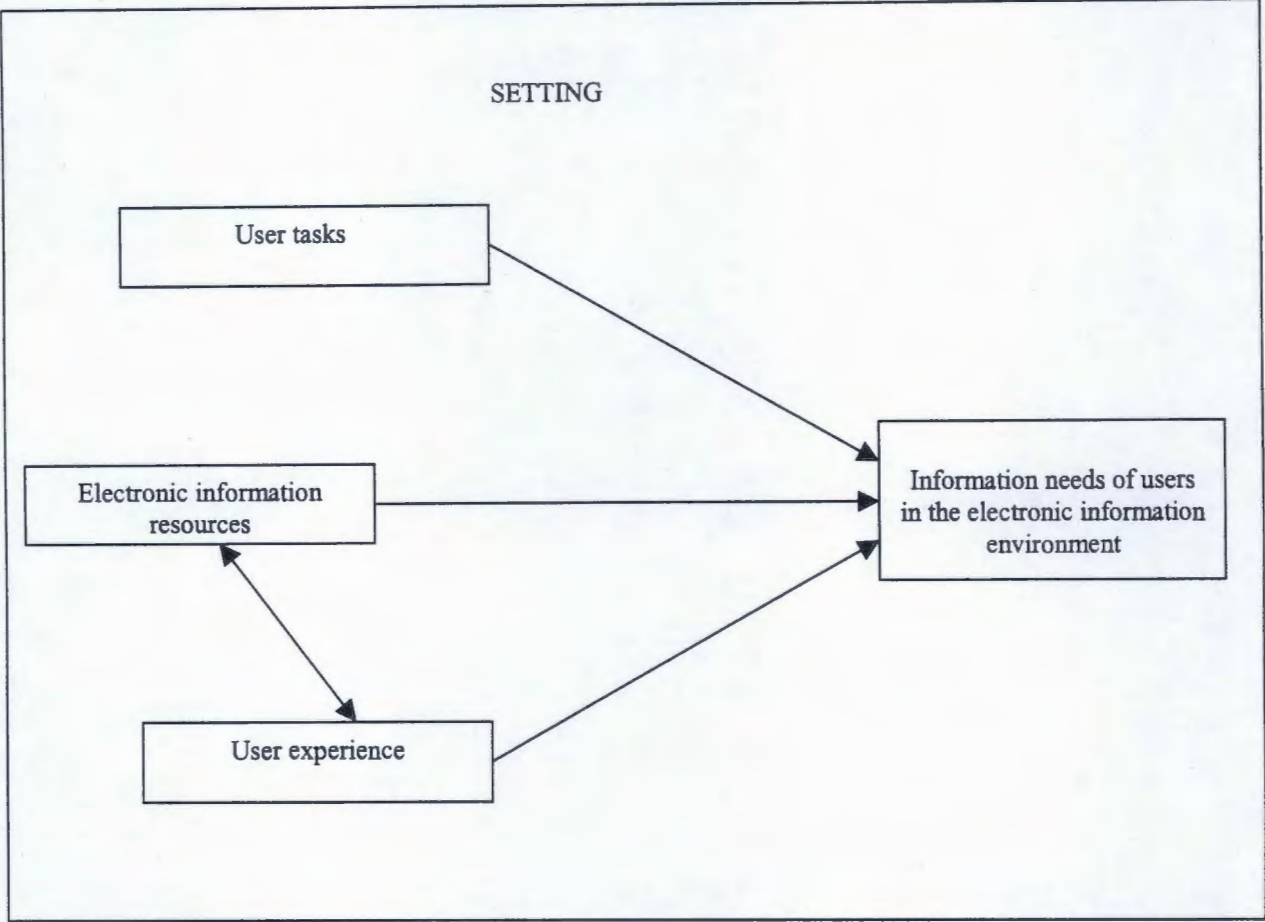 SETTING
User tasks
Electronic information
resources
Information needs of users
in the electronic information
environment
User experience